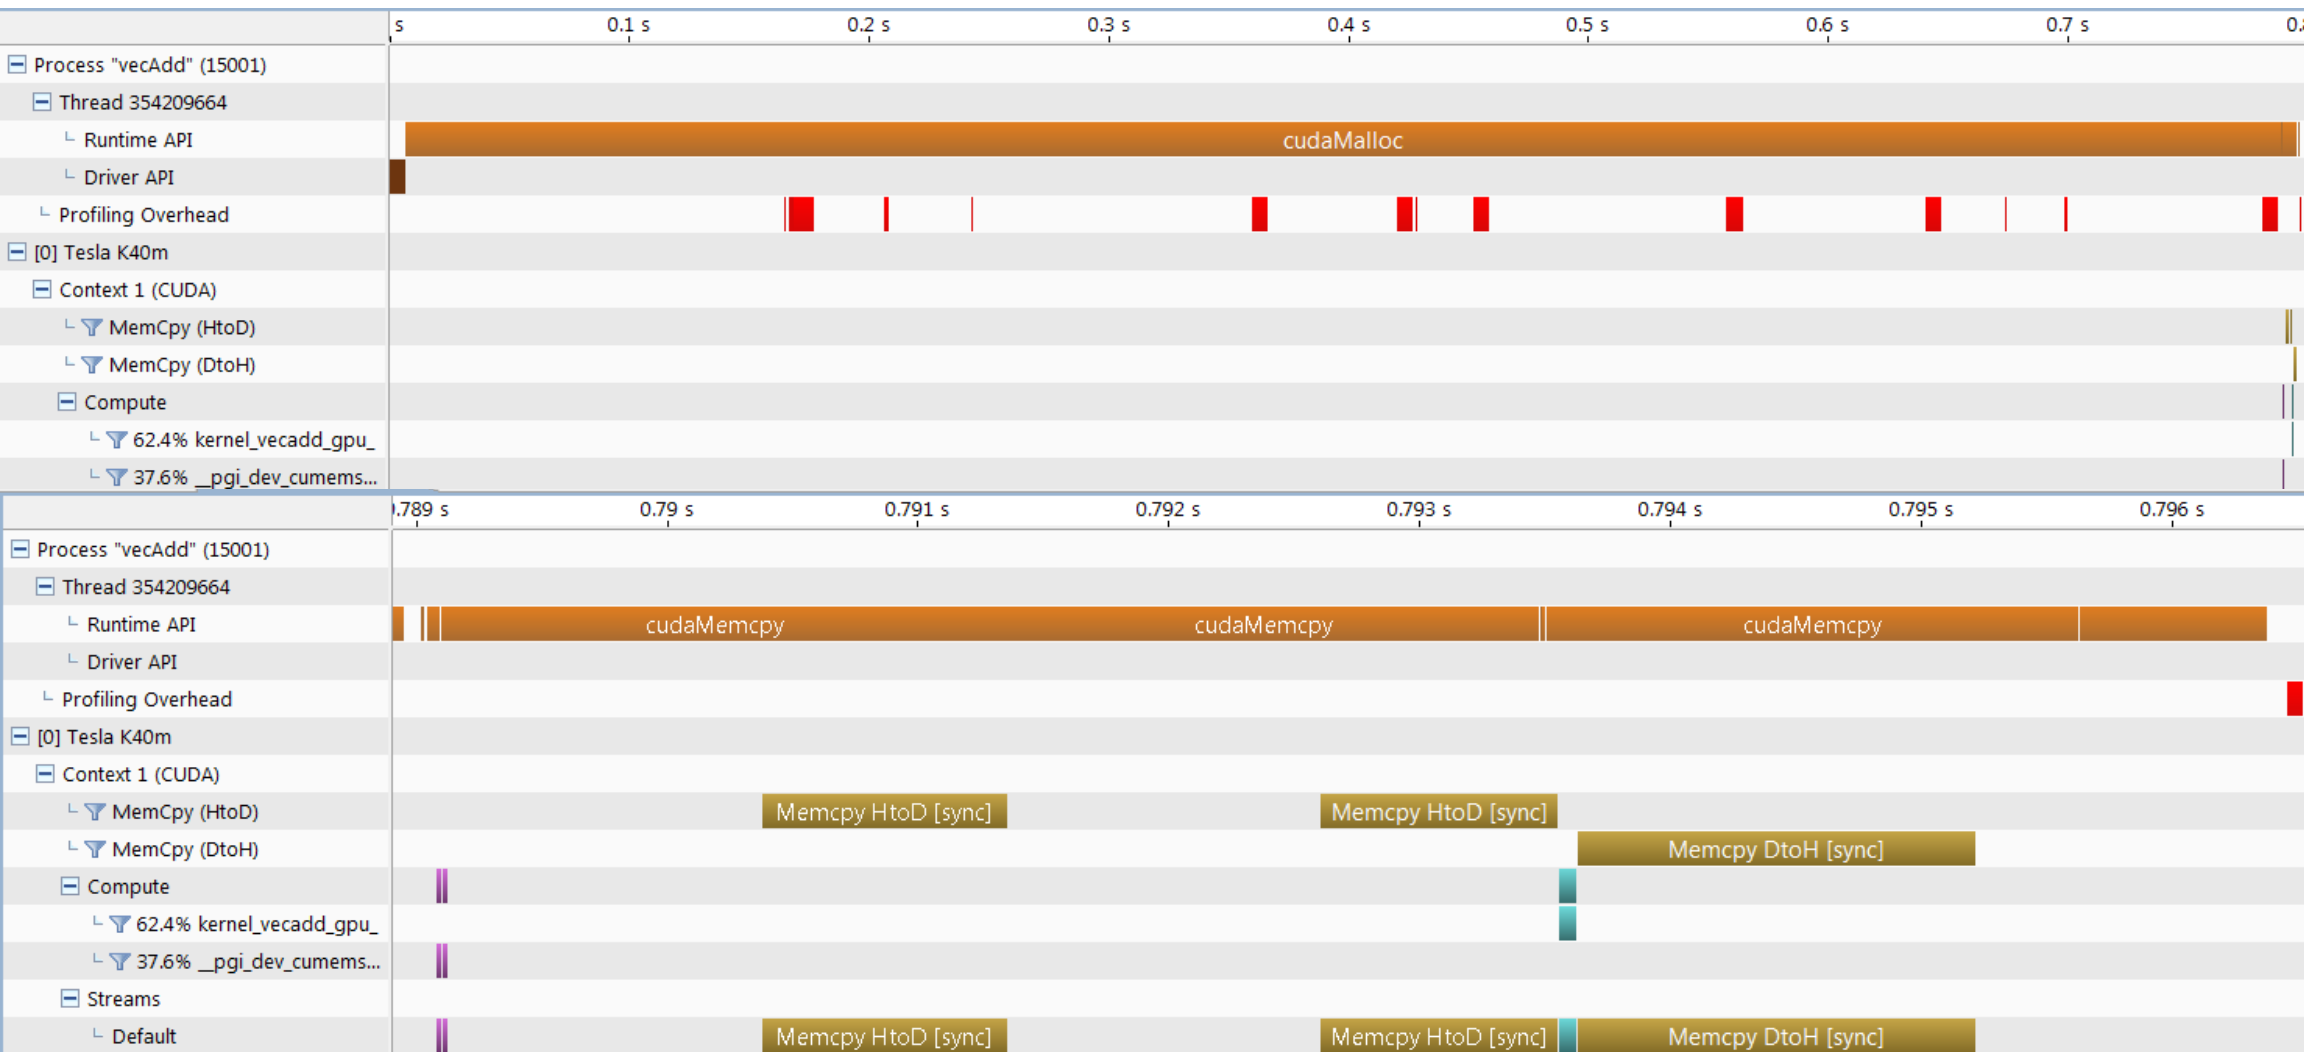 s 0.1 s 0.2 s 0.3 s 0.4 s 0.5 s 0.6 s 0.7 s
Process "vecAdd" (15001)
Thread 354209664
Runtime API cudaMalloc
Driver API
Profiling Overhead
[0] Tesla K40m
Context 1 (CUDA)
MemCpy (HtoD)
MemCpy (DtoH)
Compute
62.4% kernel_vecadd_gpu_
37.6% __pgi_dev_cumems...
.789 s 0.79 s 0.791 s 0.792 s 0.793 s 0.794 s 0.795 s 0.796 s
Process "vecAdd" (15001)
Thread 354209664
Runtime API cudaMemcpy cudaMemcpy cudaMemcpy
Driver API
Profiling Overhead
[0] Tesla K40m
Context 1 (CUDA)
MemCpy (HtoD) Memcpy HtoD [sync] Memcpy HtoD [sync]
MemCpy (DtoH) Memcpy DtoH [sync]
Compute
62.4% kernel_vecadd_gpu_
37.6% __pgi_dev_cumems...
Streams
Default Memcpy HtoD [sync] Memcpy HtoD [sync] Memcpy DtoH [sync]